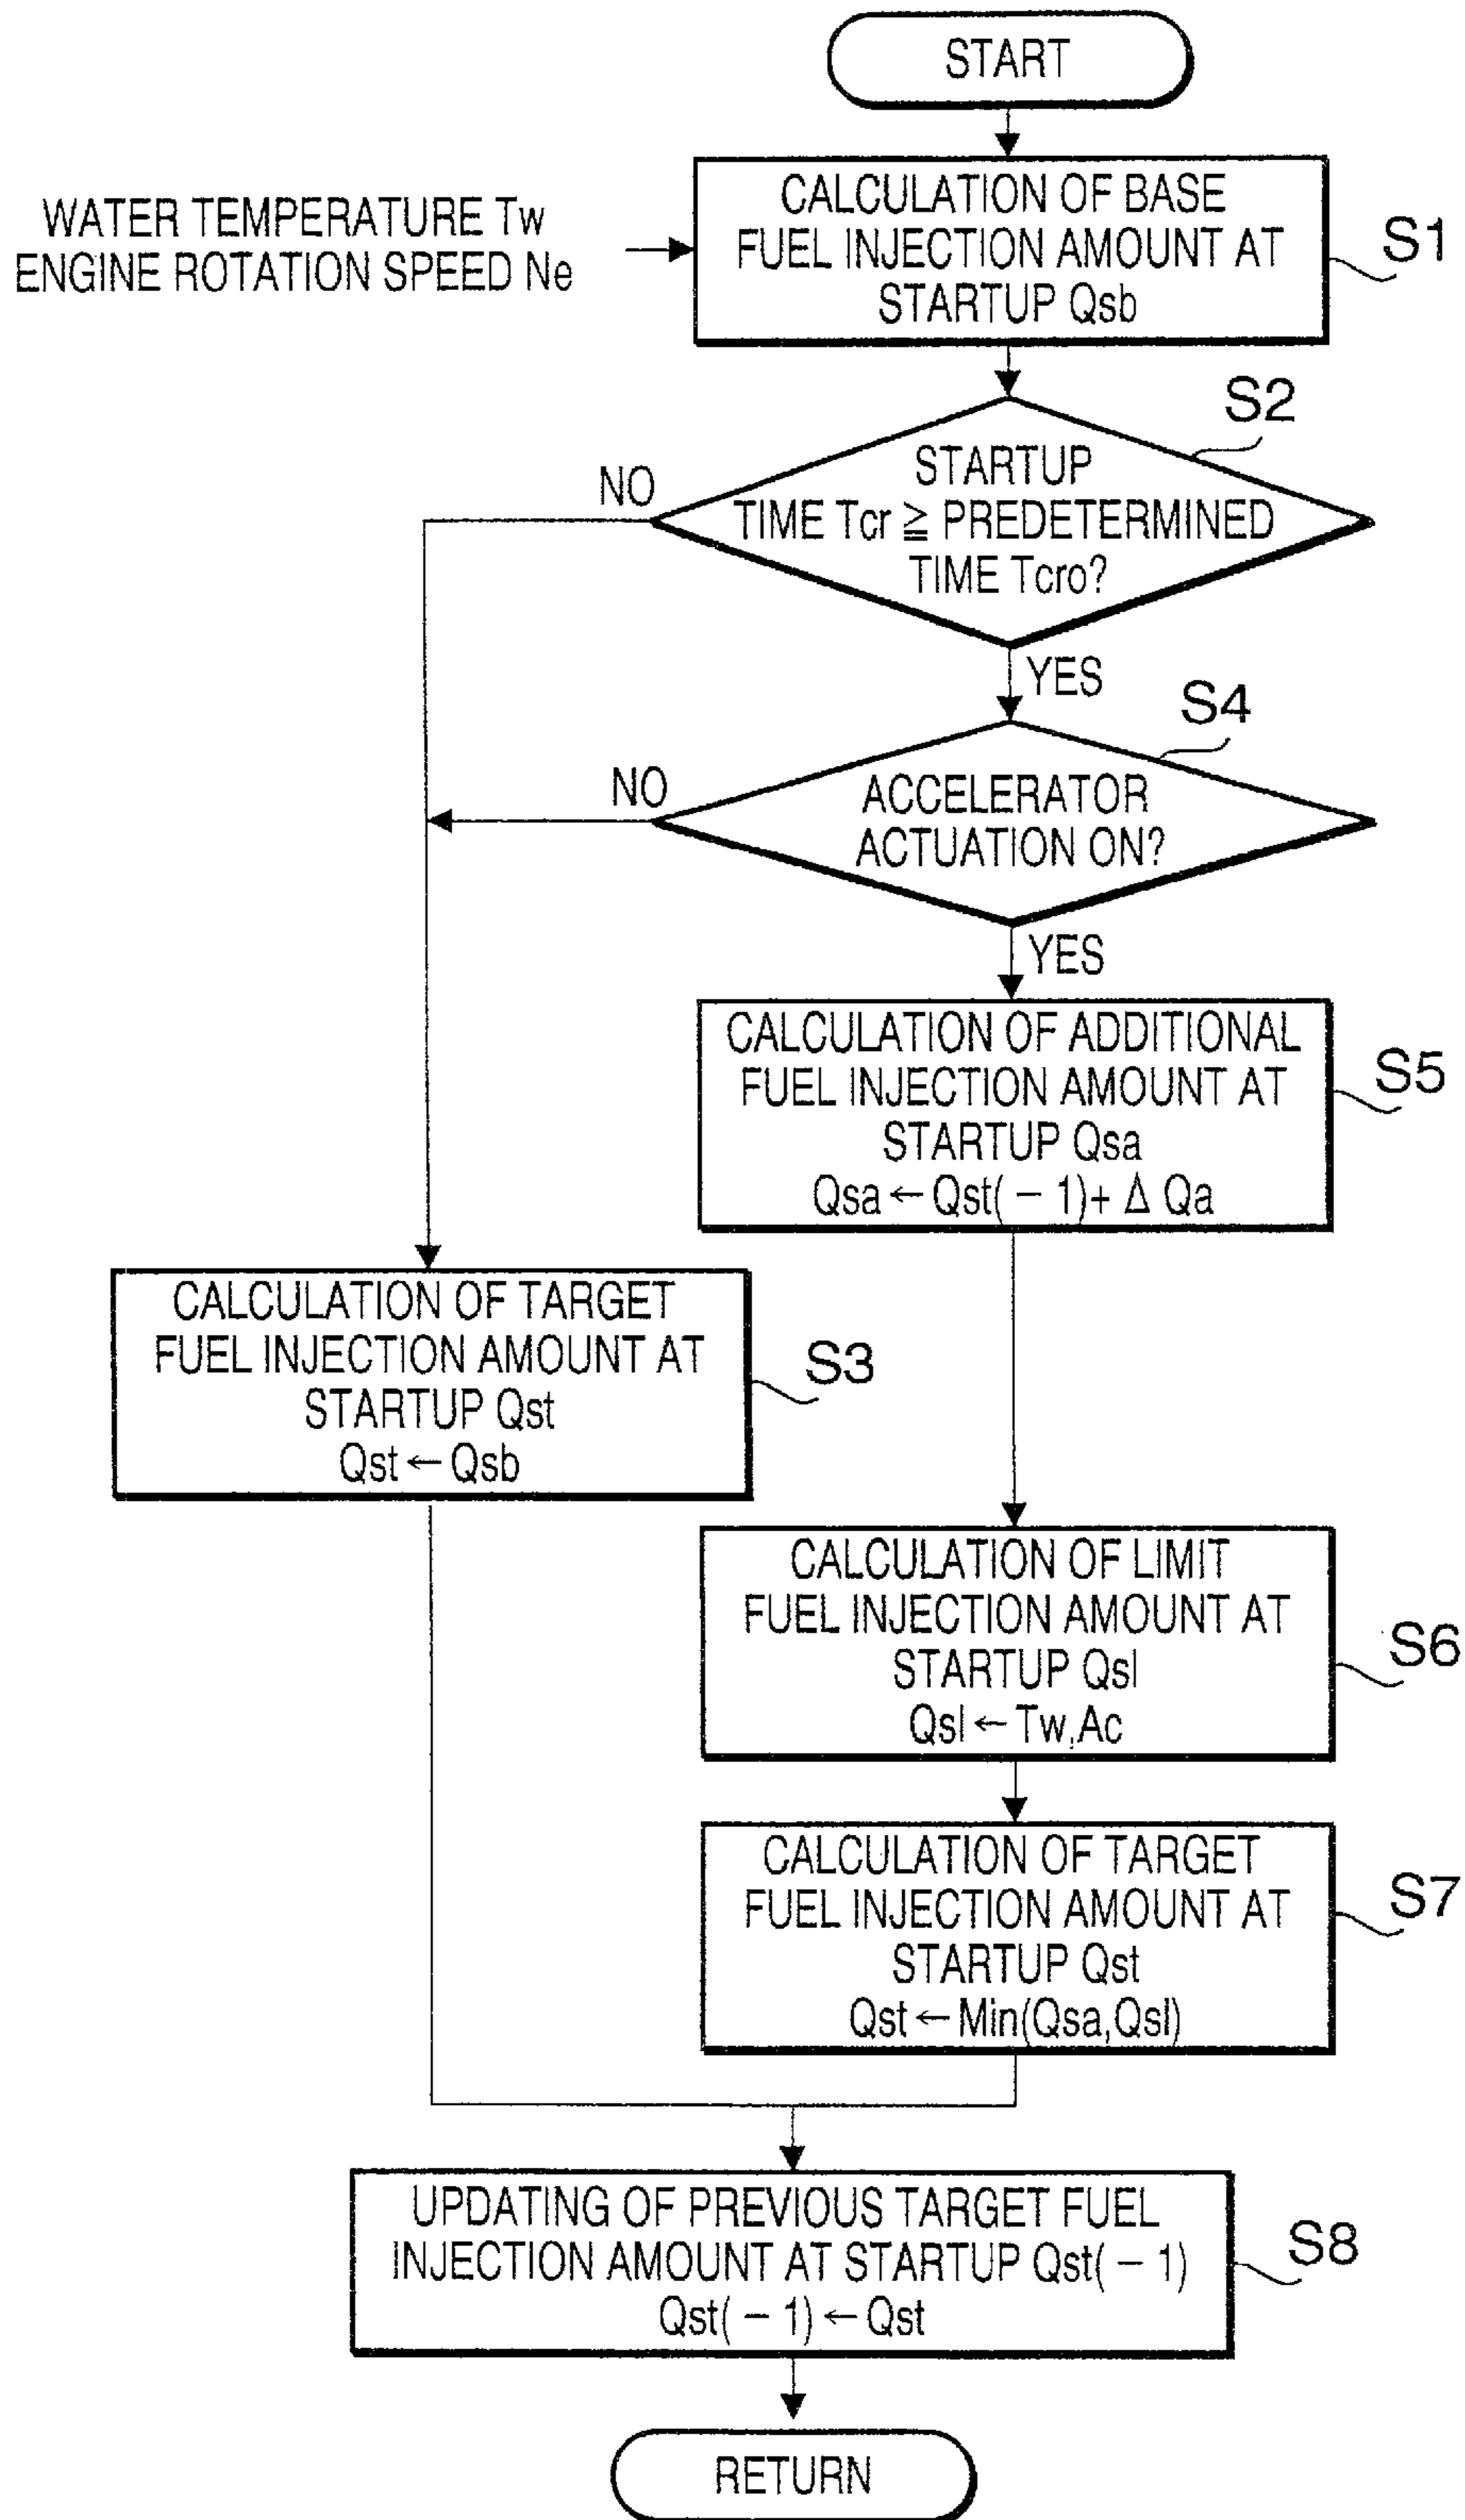 START
WATER TEMPERATURE Tw
ENGINE ROTATION SPEED Ne
CALCULATION OF BASE
FUEL INJECTION AMOUNT AT
STARTUP Qsb
S1
S2
STARTUP
TIME Tcr ≧ PREDETERMINED
TIME Tcro?
NO
YES
S4
ACCELERATOR
ACTUATION ON?
NO
YES
CALCULATION OF ADDITIONAL
FUEL INJECTION AMOUNT AT
STARTUP Qsa
Qsa ← Qst( − 1)+ Δ Qa
S5
CALCULATION OF TARGET
FUEL INJECTION AMOUNT AT
STARTUP Qst
Qst ← Qsb
S3
CALCULATION OF LIMIT
FUEL INJECTION AMOUNT AT
STARTUP Qsl
Qsl ← Tw,Ac
S6
CALCULATION OF TARGET
FUEL INJECTION AMOUNT AT
STARTUP Qst
Qst ← Min(Qsa,Qsl)
S7
UPDATING OF PREVIOUS TARGET FUEL
INJECTION AMOUNT AT STARTUP Qst( − 1)
Qst( − 1) ← Qst
S8
RETURN